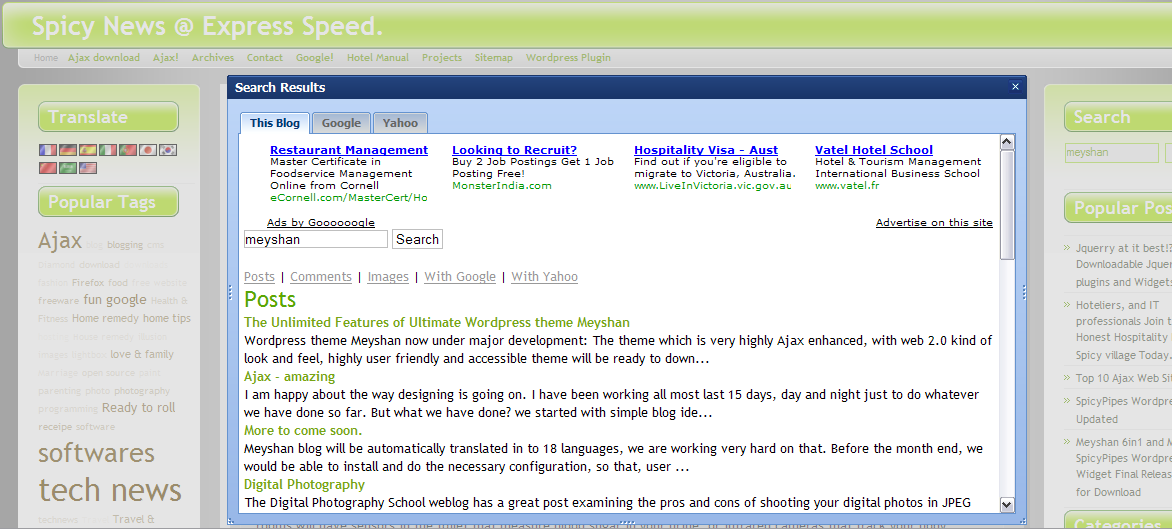 Spicy News @ Express Speed.
Home Ajax download Ajax! Archives Contact Google! Hotel Manual Projects Sitemap Wordpress Plugin
Translate
Popular Tags
Ajax blog blogging cms
Diamond download
fashion Firefox food free website
freeware fun google Health &
Fitness Home remedy home tips
images lightbox love & family
marriage open source paint
parenting photo photography
programming Ready to roll
receipe software
softwares
tech news
technews Travel &
Search Results
This Blog Google Yahoo
Restaurant Management
Master Certificate in
Foodservice Management
Online from Cornell
eCornell.com/MasterCert/Ho
Looking to Recruit?
Buy 2 Job Postings Get 1 Job
Posting Free!
MonsterIndia.com
Hospitality Visa - Aust
Find out if you're eligible to
migrate to Victoria, Australia.
www.LiveInVictoria.vic.gov.au
Vatel Hotel School
Hotel & Tourism Management
International Business School
www.vatel.fr
Ads by Goooooogle
Advertise on this site
meyshan Search
Posts | Comments | Images | With Google | With Yahoo
Posts
The Unlimited Features of Ultimate Wordpress theme Meyshan
Wordpress theme Meyshan now under major development: The theme which is very highly Ajax enhanced, with web 2.0 kind of
look and feel, highly user friendly and accessible theme will be ready to down...
Ajax - amazing
I am happy about the way designing is going on. I have been working all most last 15 days, day and night just to do whatever
we have done so far. But what we have done? we started with simple blog ide...
More to come soon.
Meyshan blog will be automatically translated in to 18 languages, we are working very hard on that. Before the month end, we
would be able to install and do the necessary configuration, so that, user ...
Digital Photography
The Digital Photography School weblog has a great post examining the pros and cons of shooting your digital photos in JPEG
Search
meyshan
Popular Pos
Jquerry at it best!?
Downloadable Jquer
plugins and Widgets
Hoteliers, and IT
professionals Join t
Honest Hospitality
Spicy village Today.
Top 10 Ajax Web Sit
SpicyPipes Wordpre
Updated
Meyshan 6in1 and M
SpicyPipes Wordpre
Widget Final Releas
for Download
Categories